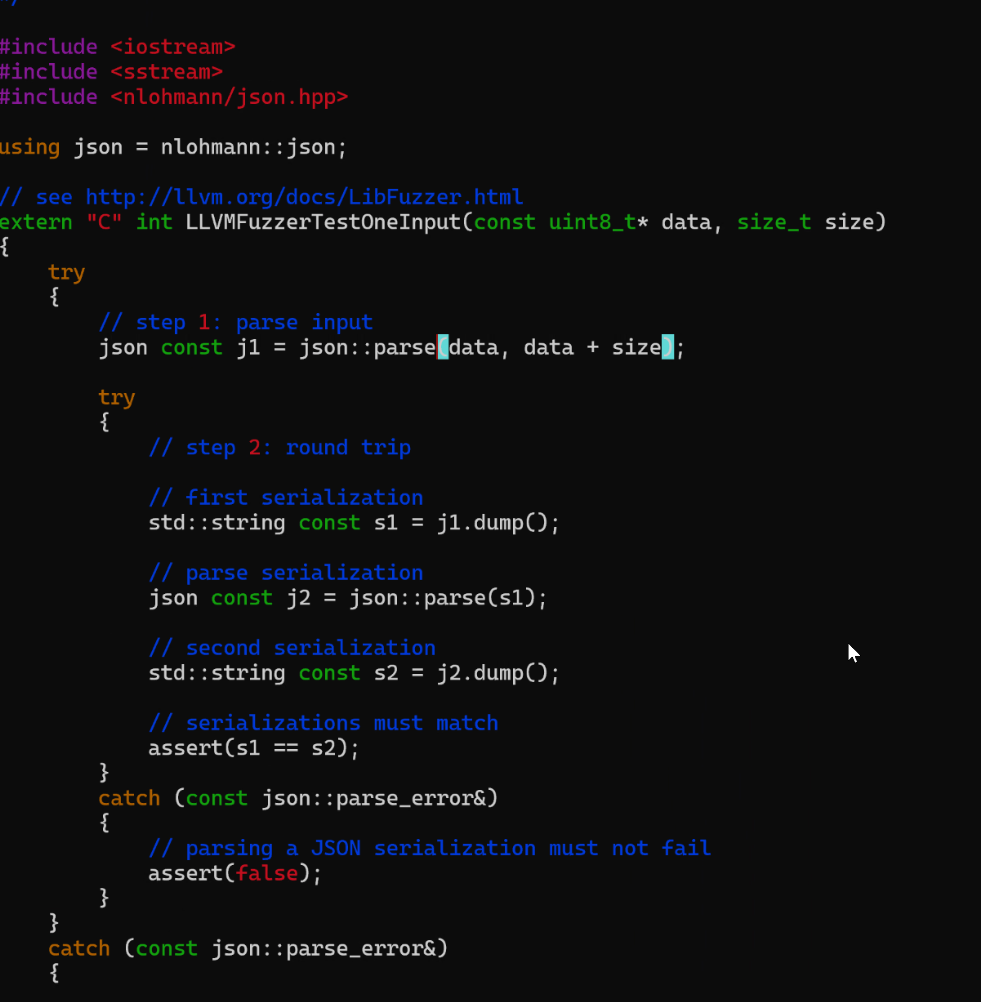 */
#include <iostream>
#include <sstream>
#include <nlohmann/json.hpp>
using json = nlohmann::json;
// see http://llvm.org/docs/LibFuzzer.html
extern "C" int LLVMFuzzerTestOneInput(const uint8_t* data, size_t size)
{
    try
    {
        // step 1: parse input
        json const j1 = json::parse(data, data + size);
        try
        {
            // step 2: round trip
            // first serialization
            std::string const s1 = j1.dump();
            // parse serialization
            json const j2 = json::parse(s1);
            // second serialization
            std::string const s2 = j2.dump();
            // serializations must match
            assert(s1 == s2);
        }
        catch (const json::parse_error&)
        {
            // parsing a JSON serialization must not fail
            assert(false);
        }
    }
    catch (const json::parse_error&)
    {